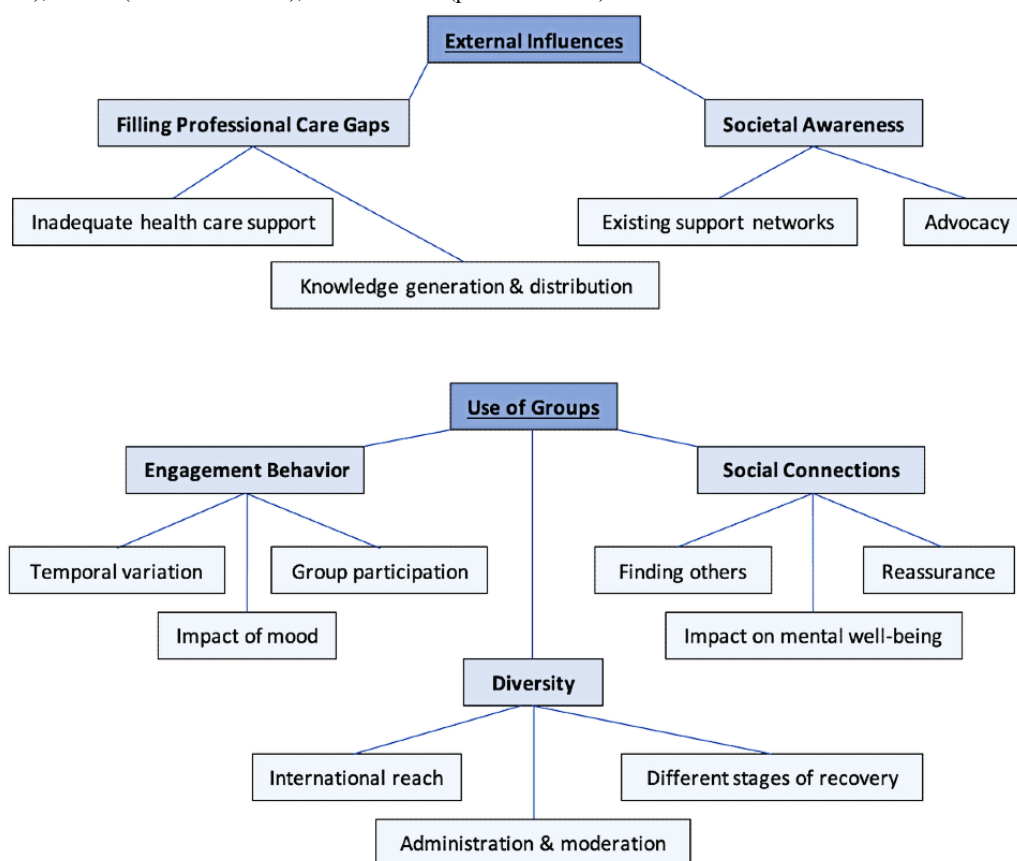 External Influences
Filling Professional Care Gaps
Societal Awareness
Inadequate health care support
Existing support networks
Advocacy
Knowledge generation & distribution
Use of Groups
Engagement Behavior
Social Connections
Temporal variation
Group participation
Finding others
Reassurance
Impact of mood
Impact on mental well-being
Diversity
International reach
Different stages of recovery
Administration & moderation